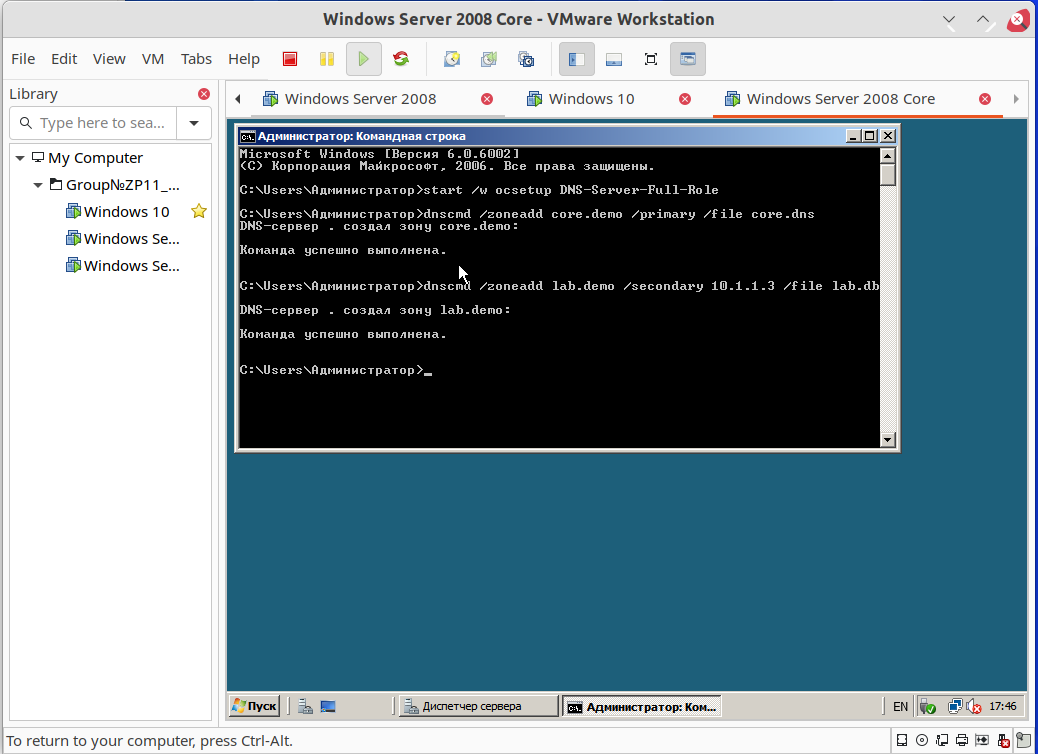 Windows Server 2008 Core - VMware Workstation
File Edit View VM Tabs Help
Library
Type here to sea...
Windows Server 2008
Windows 10
Windows Server 2008 Core
My Computer
Group№ZP11_...
Windows 10
Windows Se...
Windows Se...
Администратор: Командная строка
Microsoft Windows [Версия 6.0.6002]
(C) Корпорация Майкрософт, 2006. Все права защищены.
C:\Users\Администратор>start /w ocsetup DNS-Server-Full-Role
C:\Users\Администратор>dnscmd /zoneadd core.demo /primary /file core.dns
DNS-сервер . создал зону core.demo:
Команда успешно выполнена.
C:\Users\Администратор>dnscmd /zoneadd lab.demo /secondary 10.1.1.3 /file lab.db
DNS-сервер . создал зону lab.demo:
Команда успешно выполнена.
C:\Users\Администратор>_
Пуск
Диспетчер сервера
Администратор: Ком...
EN
17:46
To return to your computer, press Ctrl-Alt.